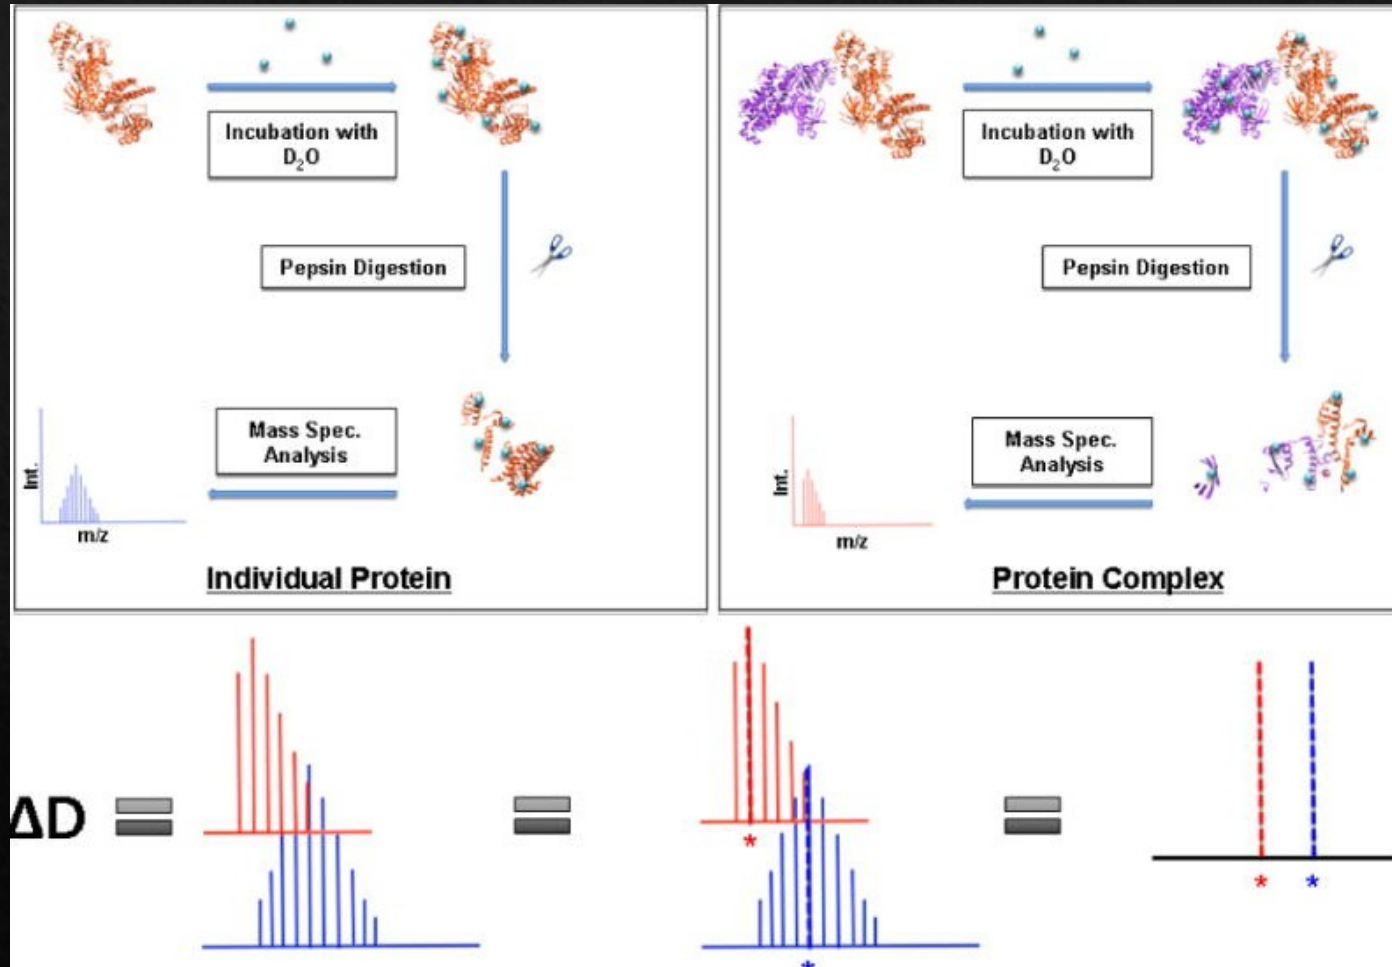 Incubation with
D₂O
Pepsin Digestion
Mass Spec.
Analysis
Int.
m/z
Individual Protein
Incubation with
D₂O
Pepsin Digestion
Mass Spec.
Analysis
Int.
m/z
Protein Complex
ΔD
*
*
*
*